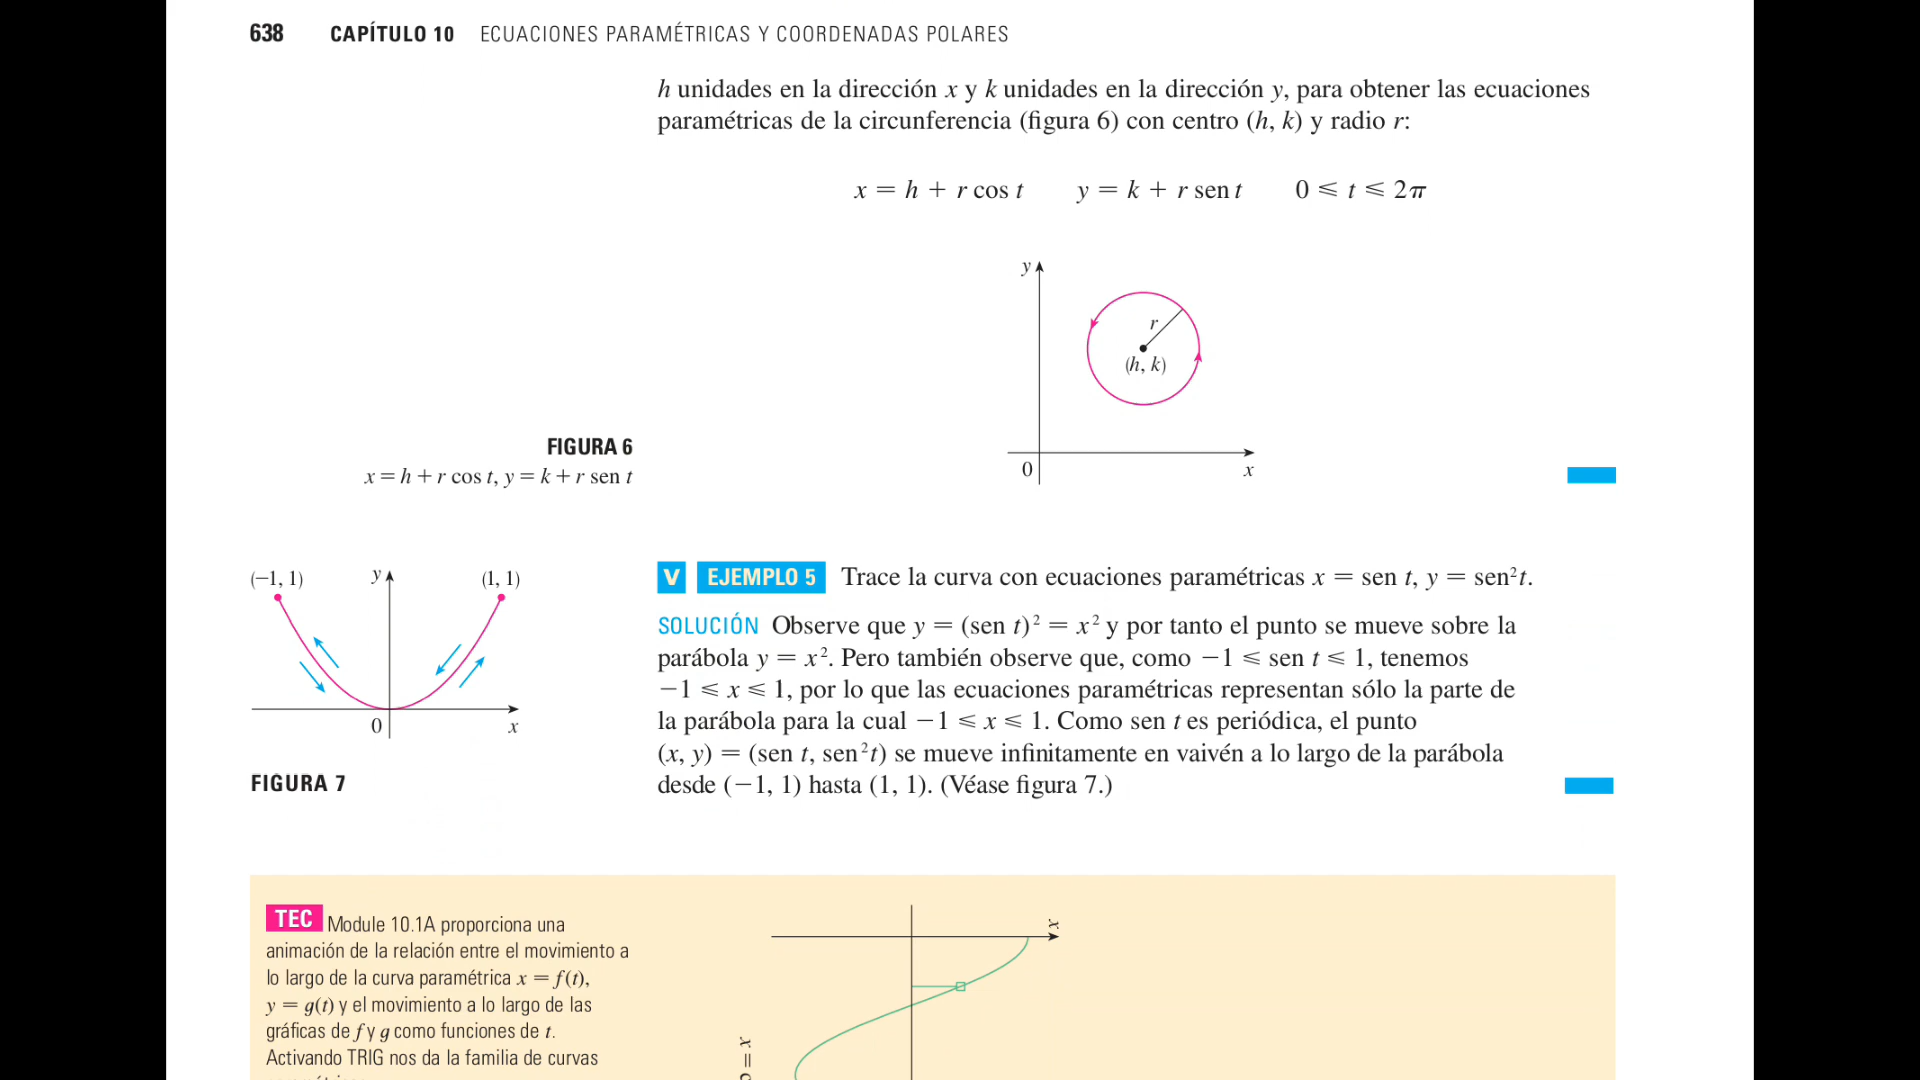 638 CAPÍTULO 10 ECUACIONES PARAMÉTRICAS Y COORDENADAS POLARES
h unidades en la dirección x y k unidades en la dirección y, para obtener las ecuaciones
paramétricas de la circunferencia (figura 6) con centro (h, k) y radio r:
x = h + r cos t y = k + r sen t 0 ⩽ t ⩽ 2π
y
r
(h, k)
0
x
FIGURA 6
x = h + r cos t, y = k + r sen t
(−1, 1)
y
(1, 1)
0
x
FIGURA 7
V EJEMPLO 5 Trace la curva con ecuaciones paramétricas x = sen t, y = sen²t.
SOLUCIÓN Observe que y = (sen t)² = x² y por tanto el punto se mueve sobre la
parábola y = x². Pero también observe que, como −1 ⩽ sen t ⩽ 1, tenemos
−1 ⩽ x ⩽ 1, por lo que las ecuaciones paramétricas representan sólo la parte de
la parábola para la cual −1 ⩽ x ⩽ 1. Como sen t es periódica, el punto
(x, y) = (sen t, sen²t) se mueve infinitamente en vaivén a lo largo de la parábola
desde (−1, 1) hasta (1, 1). (Véase figura 7.)
TEC Module 10.1A proporciona una
animación de la relación entre el movimiento a
lo largo de la curva paramétrica x = f(t),
y = g(t) y el movimiento a lo largo de las
gráficas de f y g como funciones de t.
Activando TRIG nos da la familia de curvas
x
x =